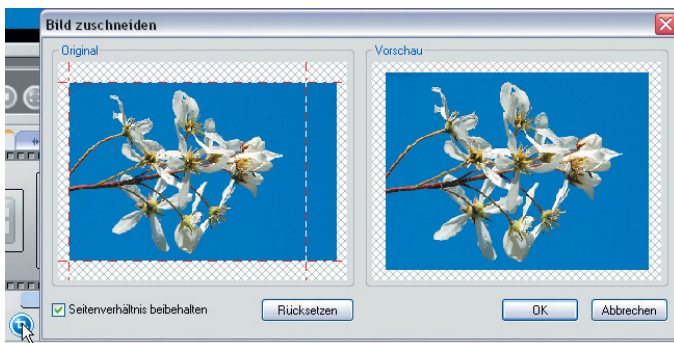 Bild zuschneiden
Original
Vorschau
Seitenverhältnis beibehalten
Rücksetzen
OK
Abbrechen